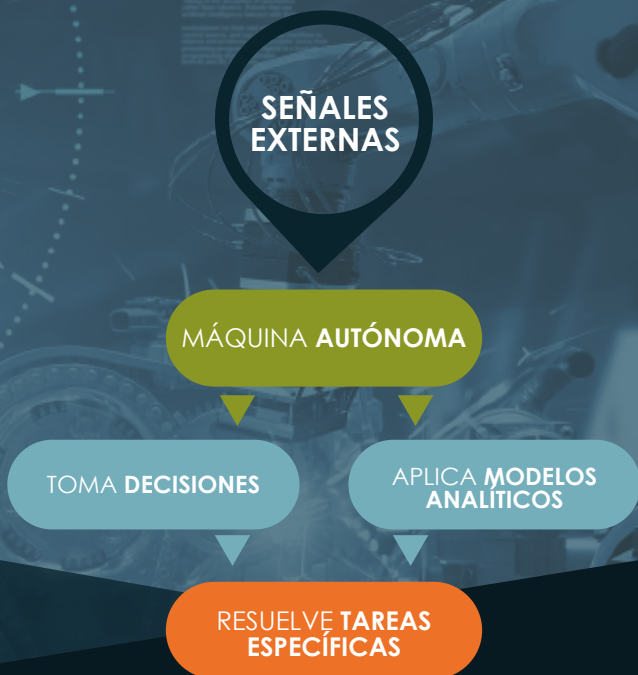 SEÑALES
EXTERNAS
MÁQUINA AUTÓNOMA
TOMA DECISIONES
APLICA MODELOS
ANALÍTICOS
RESUELVE TAREAS
ESPECÍFICAS